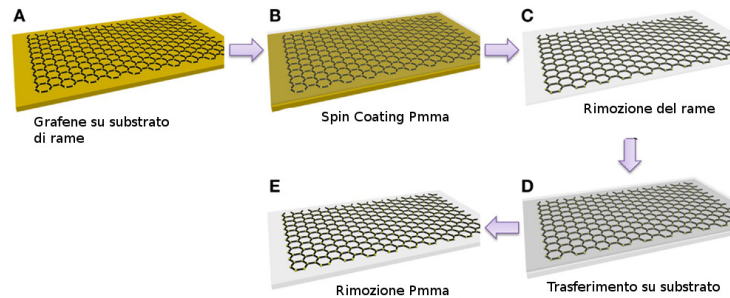 A
Grafene su substrato
di rame
B
Spin Coating Pmma
C
Rimozione del rame
D
Trasferimento su substrato
E
Rimozione Pmma